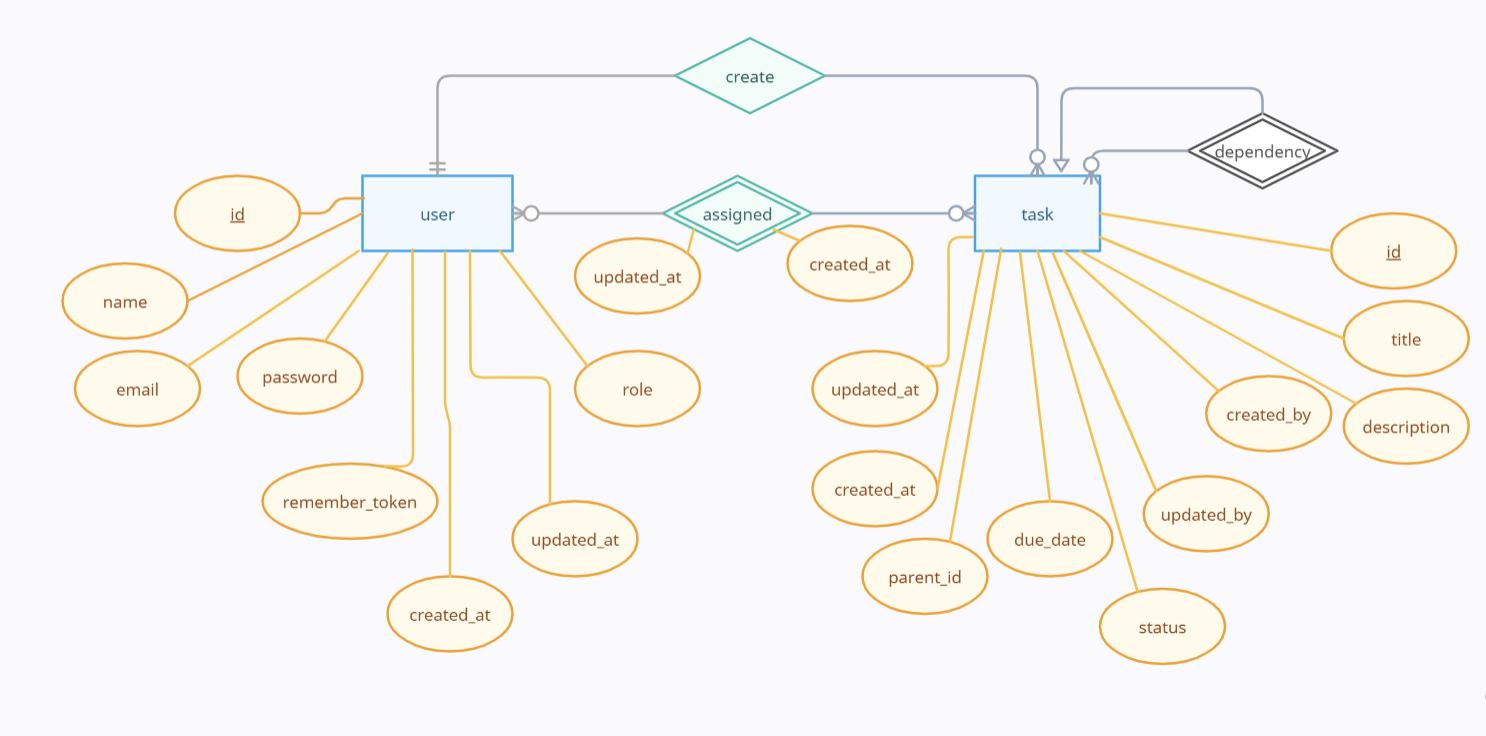 create
dependency
user
assigned
task
id
name
email
password
remember_token
created_at
updated_at
role
updated_at
created_at
updated_at
created_at
parent_id
due_date
status
updated_by
created_by
description
title
id